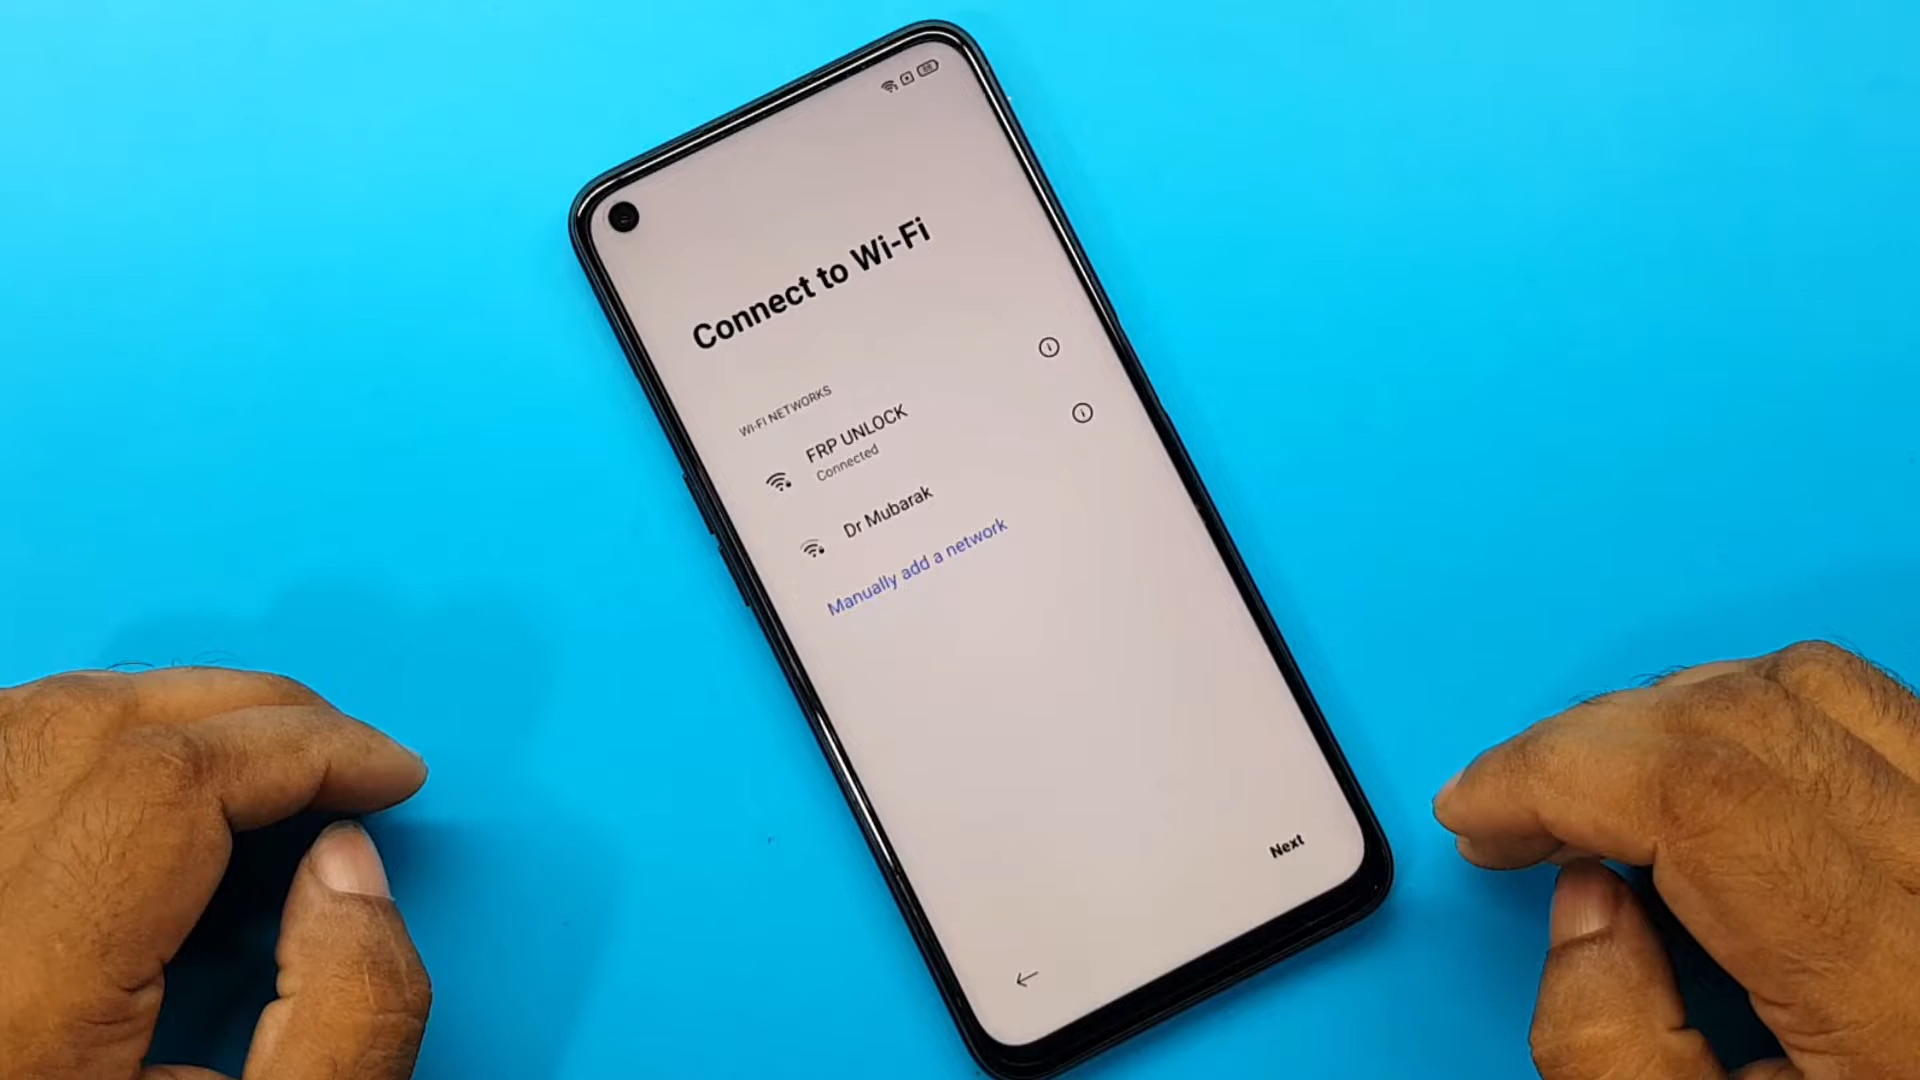 Connect to Wi-Fi
WI-FI NETWORKS
FRP UNLOCK
Connected
Dr Mubarak
Manually add a network
Next